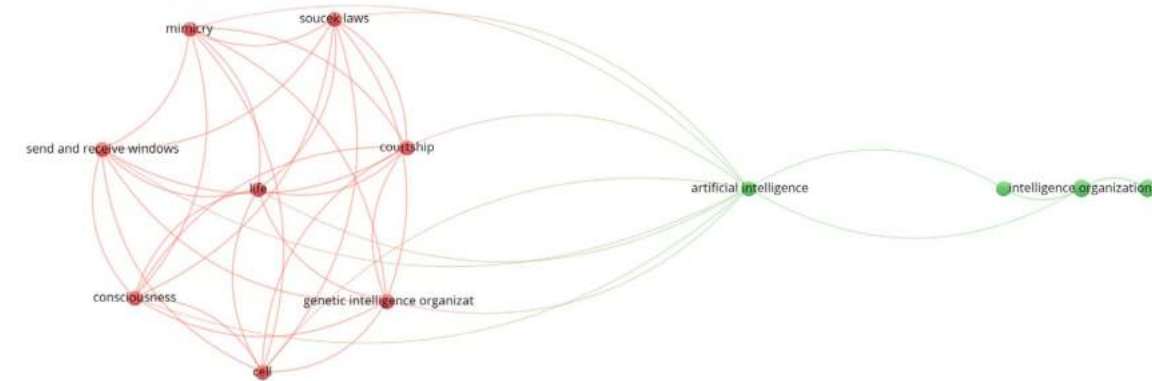 soucek laws
mimicry
send and receive windows
courtship
life
artificial intelligence
intelligence organization
consciousness
genetic intelligence organizat
cell